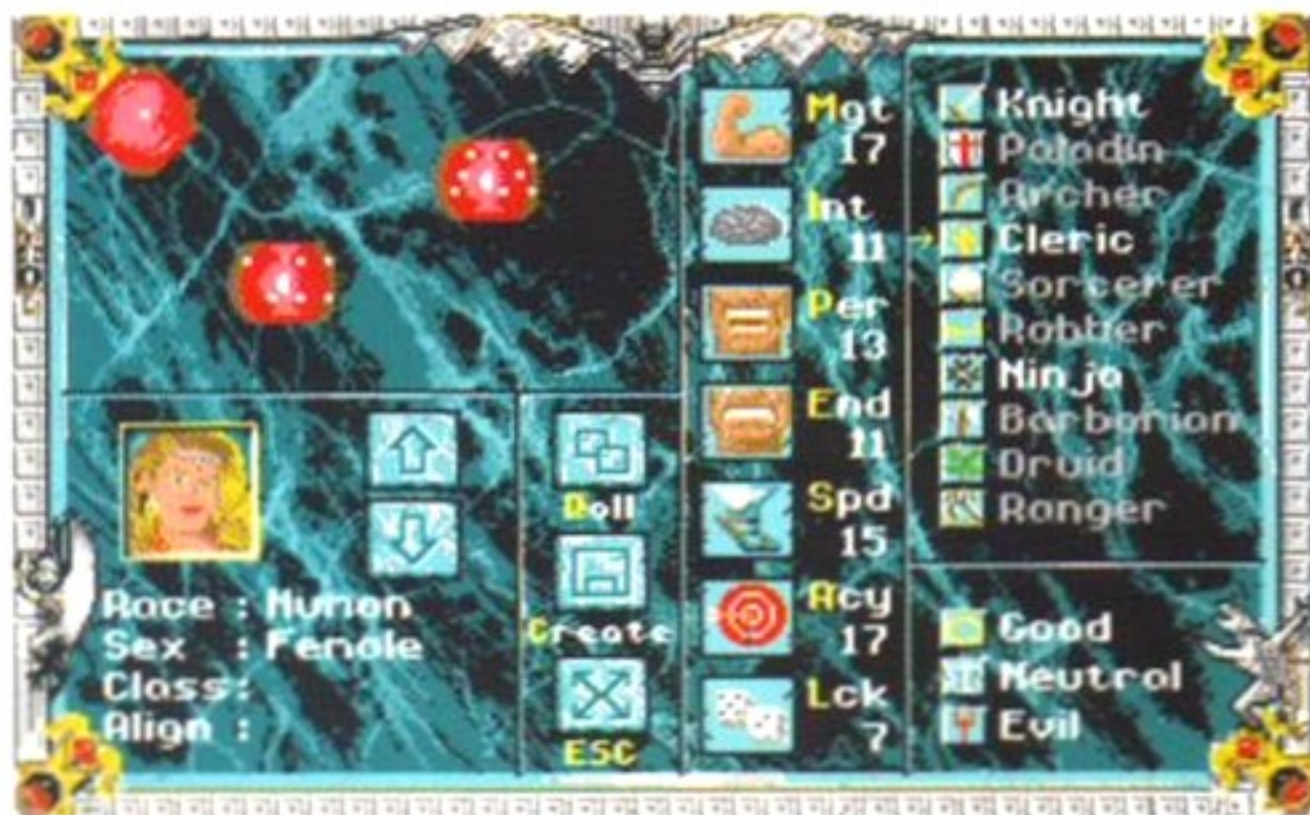 Mgt
17
Int
11
Per
13
End
11
Spd
15
Acy
17
Lck
7
Knight
Paladin
Archer
Cleric
Sorcerer
Robber
Ninja
Barbarian
Druid
Ranger
Roll
Create
ESC
Race : Human
Sex : Female
Class:
Align :
Good
Neutral
Evil